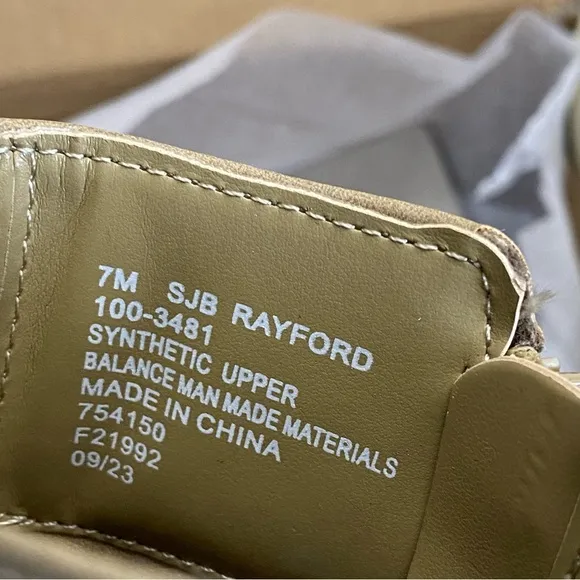 7M SJB RAYFORD
100-3481
SYNTHETIC UPPER
BALANCE MAN MADE MATERIALS
MADE IN CHINA
754150
F21992
09/23